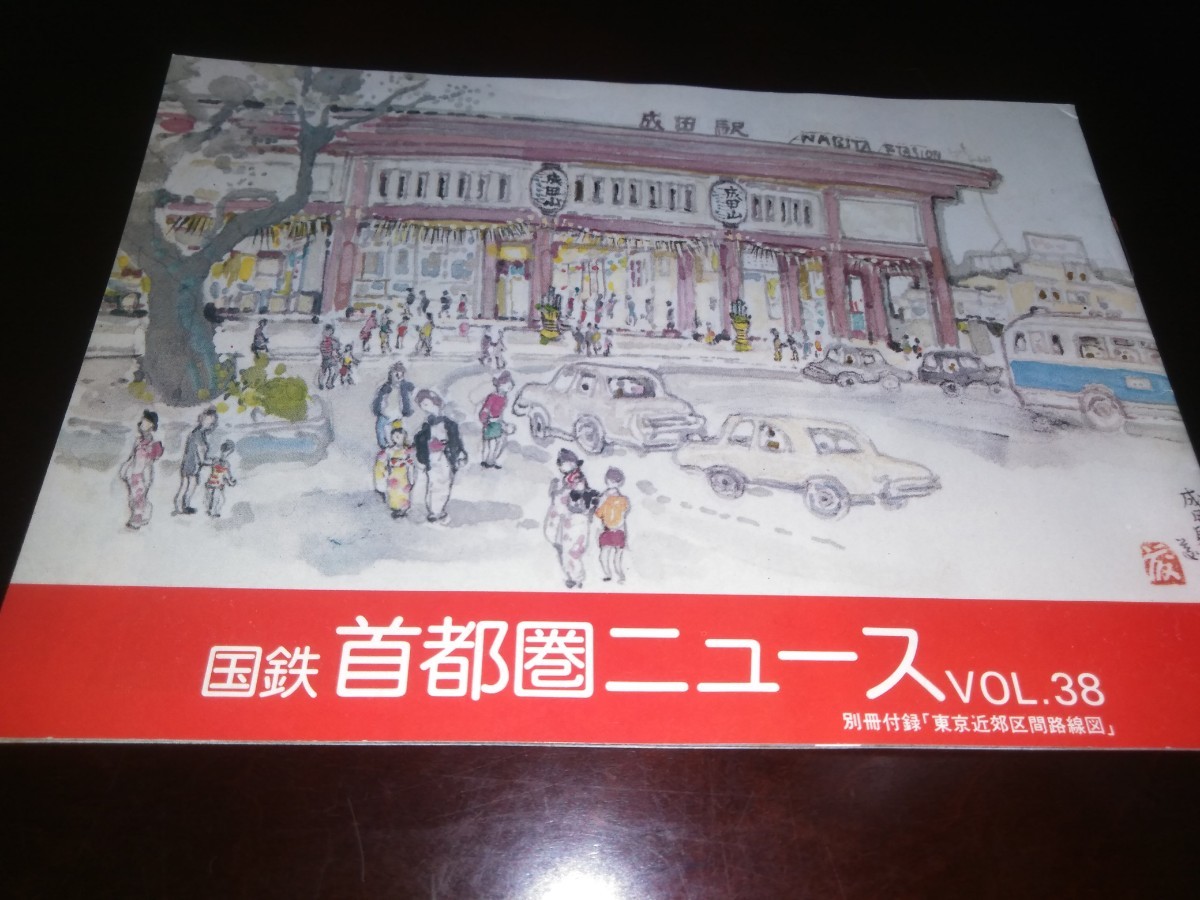 成田駅
NARITA STASION
成田山
成田山
国鉄 首都圏ニュース VOL.38
別冊付録「東京近郊区間路線図」